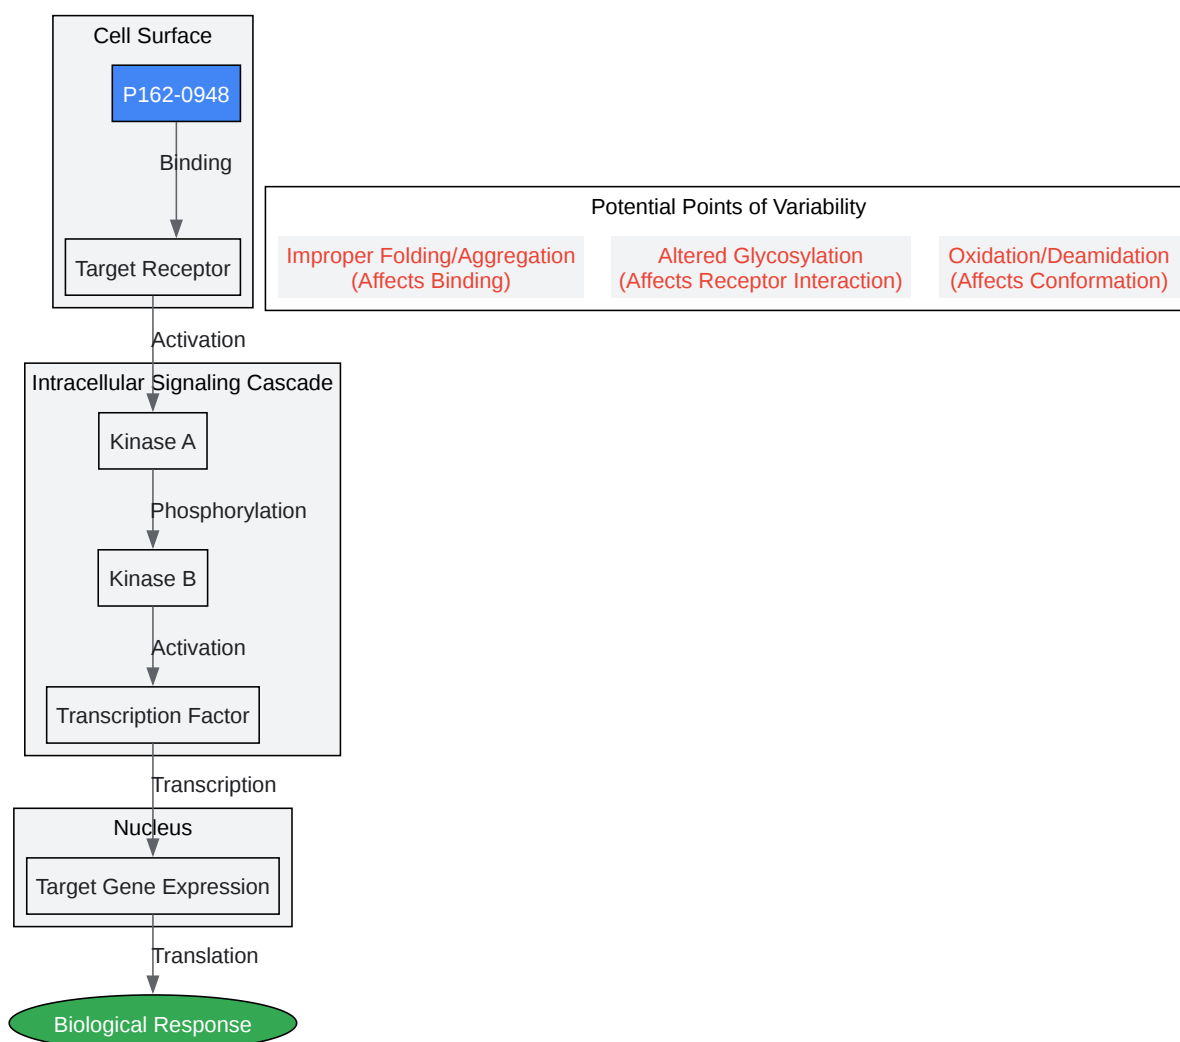 Cell Surface
P162-0948
Binding
Target Receptor
Potential Points of Variability
Improper Folding/Aggregation
(Affects Binding)
Altered Glycosylation
(Affects Receptor Interaction)
Oxidation/Deamidation
(Affects Conformation)
Activation
Intracellular Signaling Cascade
Kinase A
Phosphorylation
Kinase B
Activation
Transcription Factor
Transcription
Nucleus
Target Gene Expression
Translation
Biological Response